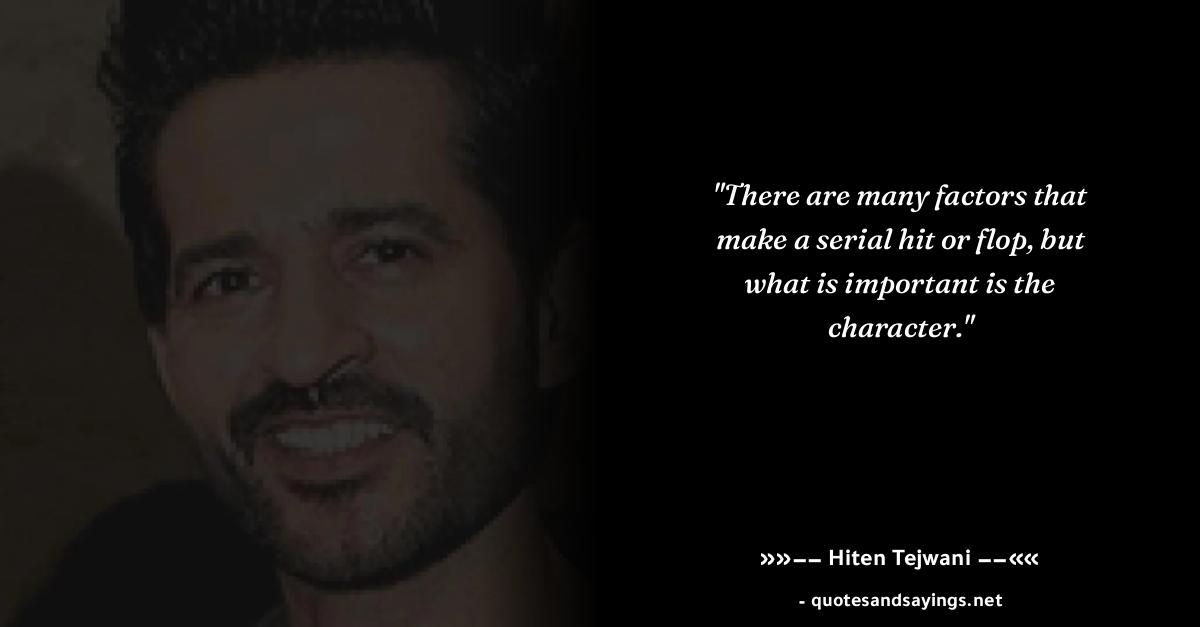 "There are many factors that
make a serial hit or flop, but
what is important is the
character."
»»−− Hiten Tejwani −−««
- quotesandsayings.net